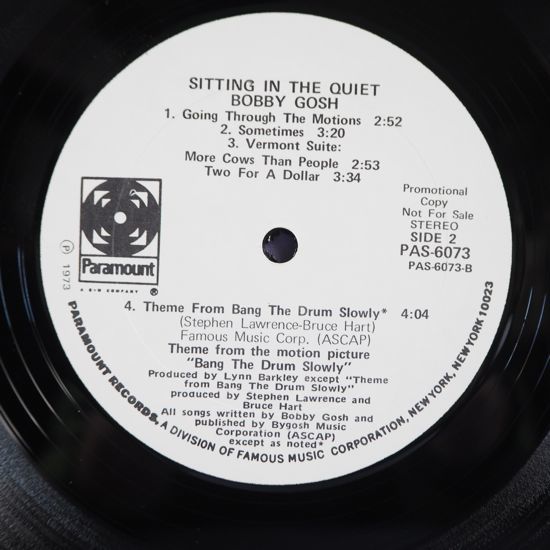 SITTING IN THE QUIET
BOBBY GOSH
1. Going Through The Motions 2:52
2. Sometimes 3:20
3. Vermont Suite:
More Cows Than People 2:53
Two For A Dollar 3:34
Paramount
A G+W COMPANY
Ⓟ 1973
Promotional
Copy
Not For Sale
STEREO
SIDE 2
PAS-6073
PAS-6073-B
4. Theme From Bang The Drum Slowly* 4:04
(Stephen Lawrence-Bruce Hart)
Famous Music Corp. (ASCAP)
Theme from the motion picture
"Bang The Drum Slowly"
Produced by Lynn Barkley except "Theme
from Bang The Drum Slowly"
produced by Stephen Lawrence and
Bruce Hart
All songs written by Bobby Gosh and
published by Bygosh Music
Corporation (ASCAP)
except as noted*
PARAMOUNT RECORDS, A DIVISION OF FAMOUS MUSIC CORPORATION, NEW YORK, NEW YORK 10023